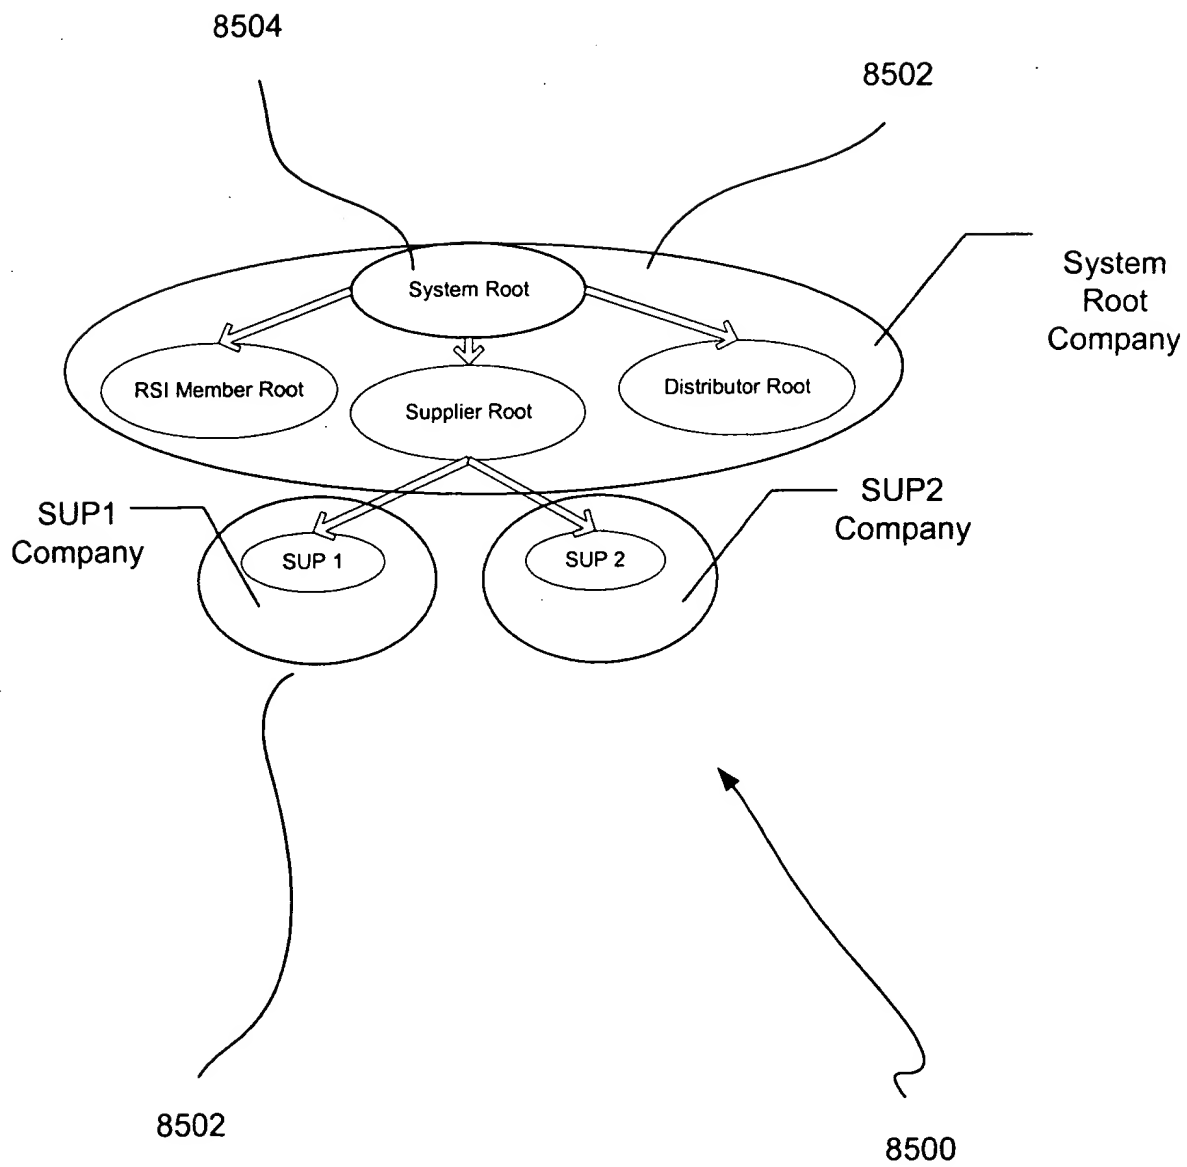 8504
8502
System
Root
Company
System Root
RSI Member Root
Supplier Root
Distributor Root
SUP1
Company
SUP2
Company
SUP 1
SUP 2
8502
8500